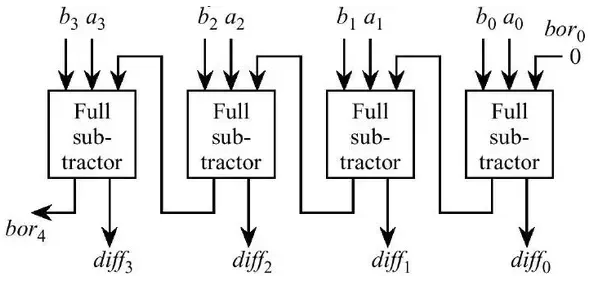 b3 a3 b2 a2 b1 a1 b0 a0 bor0
0
Full Full Full Full
sub- sub- sub- sub-
tractor tractor tractor tractor
bor4
diff3 diff2 diff1 diff0